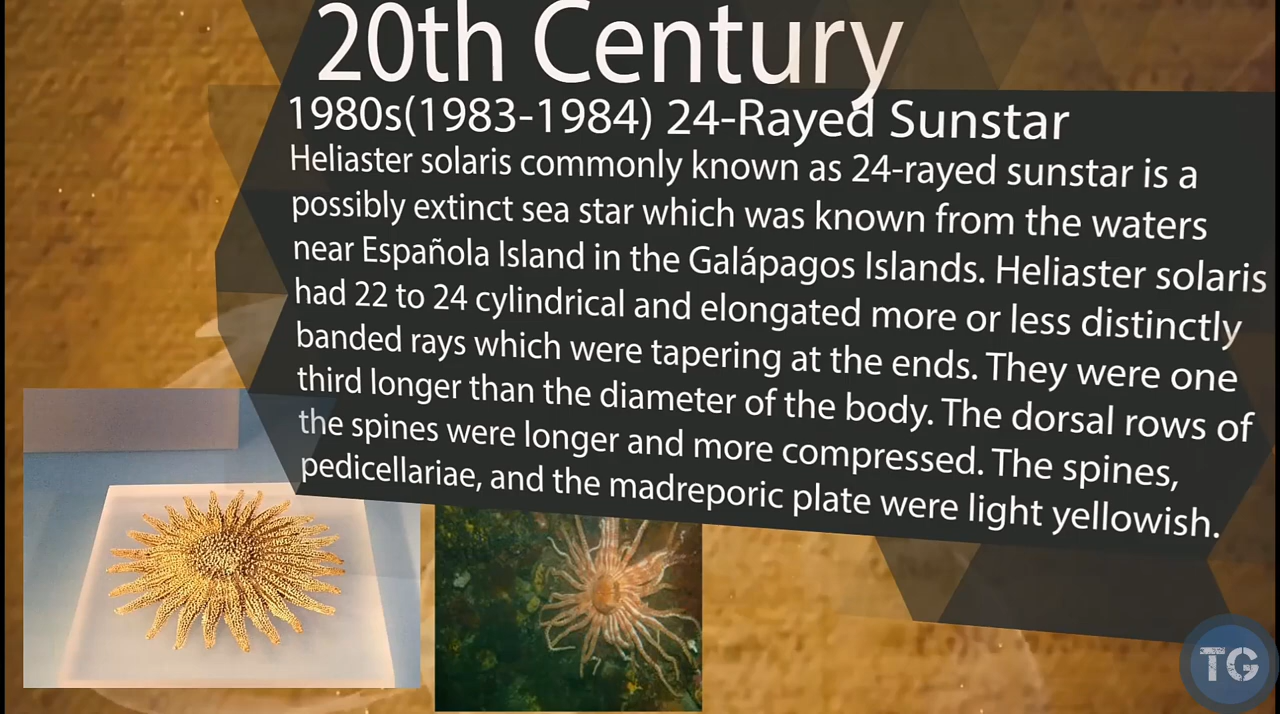 20th Century
1980s(1983-1984) 24-Rayed Sunstar
Heliaster solaris commonly known as 24-rayed sunstar is a
possibly extinct sea star which was known from the waters
near Española Island in the Galápagos Islands. Heliaster solaris
had 22 to 24 cylindrical and elongated more or less distinctly
banded rays which were tapering at the ends. They were one
third longer than the diameter of the body. The dorsal rows of
the spines were longer and more compressed. The spines,
pedicellariae, and the madreporic plate were light yellowish.
TG